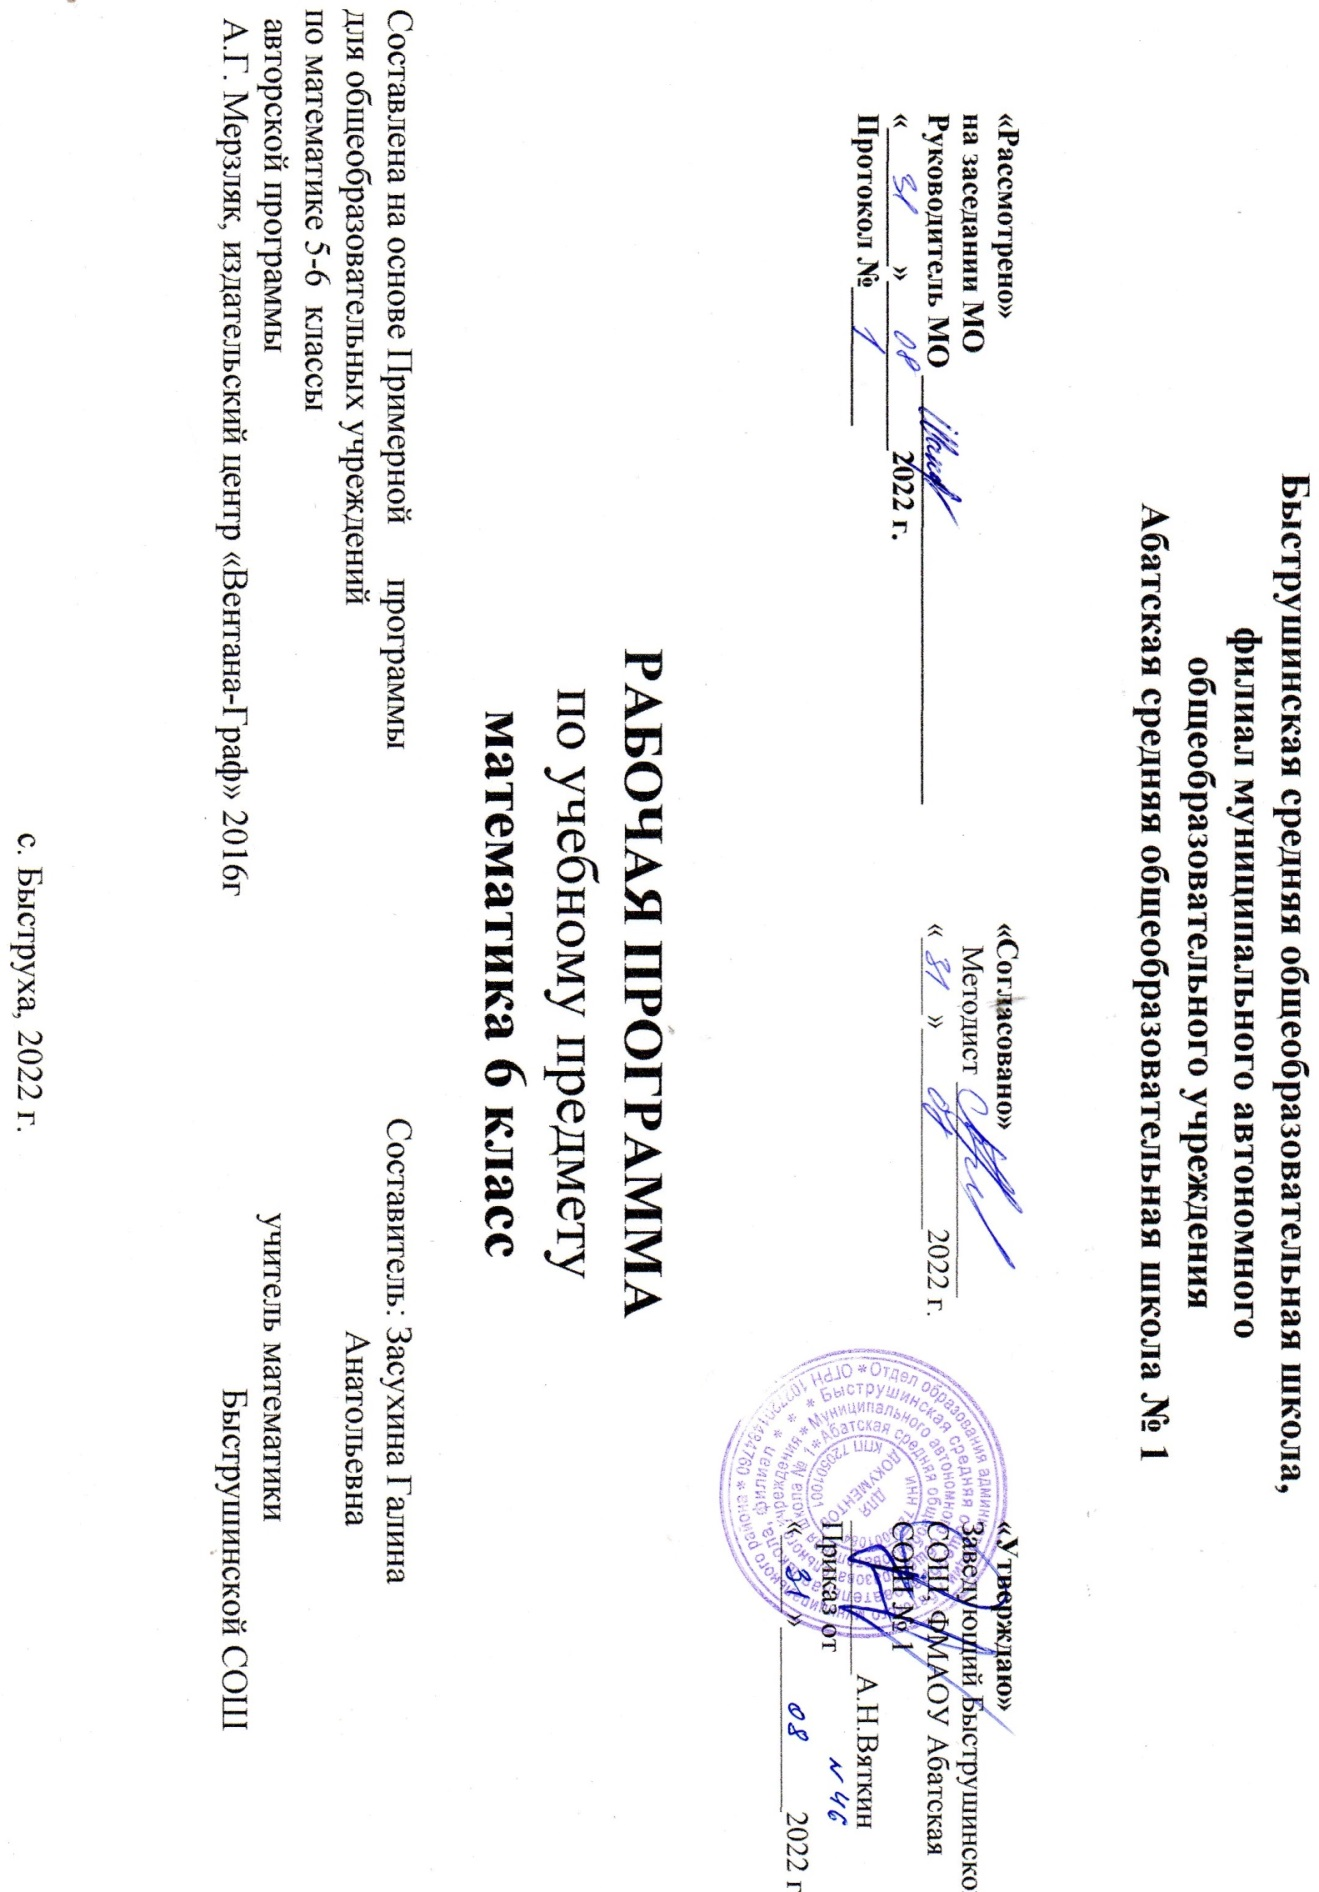 Быструшинская средняя общеобразовательная школа,
филиал муниципального автономного
общеобразовательного учреждения
Абатская средняя общеобразовательная школа № 1
«Рассмотрено»
на заседании МО
Руководитель МО
« 31 » 08 2022 г.
Протокол № 1
«Согласовано»
Методист
« 31 » 08 2022 г.
«Утверждаю»
Заведующий Быструшинско
СОШ, ФМАОУ Абатская
СОШ № 1
А.Н.Вяткин
Приказ от № 46
« 31 » 08 2022 г
ДЛЯ
ДОКУМЕНТОВ
РАБОЧАЯ ПРОГРАММА
по учебному предмету
математика 6 класс
Составлена на основе Примерной программы
для общеобразовательных учреждений
по математике 5-6 классы
авторской программы
А.Г. Мерзляк, издательский центр «Вентана-Граф» 2016г
Составитель: Засухина Галина
Анатольевна
учитель математики
Быструшинской СОШ
с. Быструха, 2022 г.